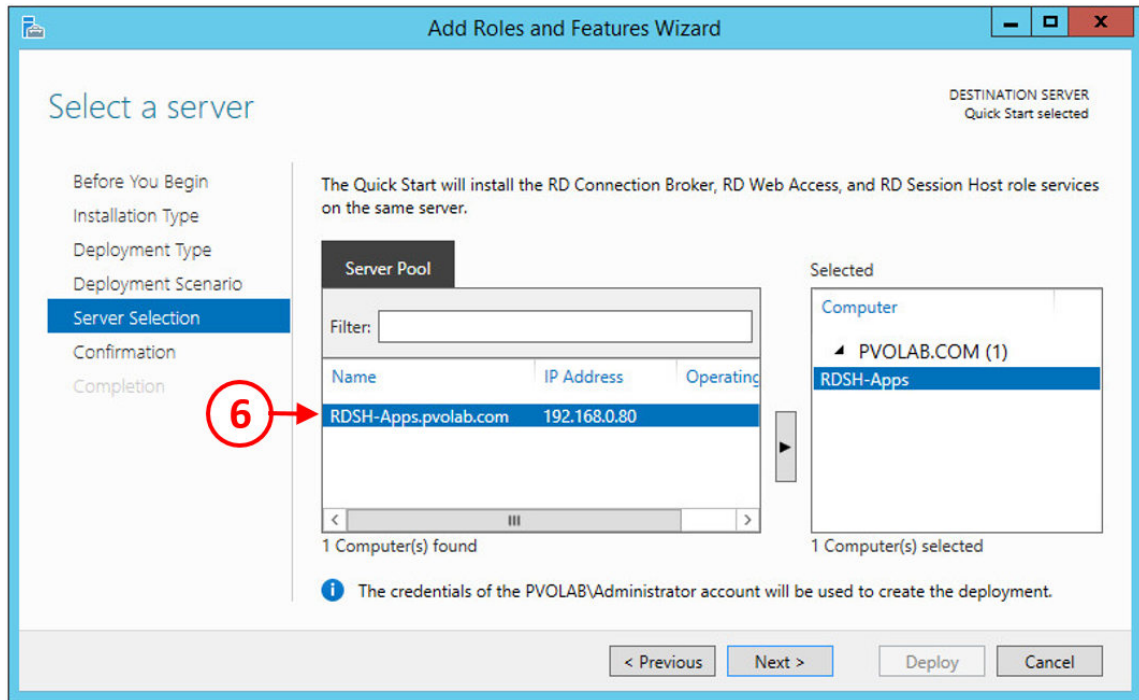 Add Roles and Features Wizard
Select a server
DESTINATION SERVER
Quick Start selected
Before You Begin
Installation Type
Deployment Type
Deployment Scenario
Server Selection
Confirmation
Completion
The Quick Start will install the RD Connection Broker, RD Web Access, and RD Session Host role services
on the same server.
Server Pool
Filter:
Name IP Address Operating
RDSH-Apps.pvolab.com 192.168.0.80
6
1 Computer(s) found
Selected
Computer
PVOLAB.COM (1)
RDSH-Apps
1 Computer(s) selected
The credentials of the PVOLAB\Administrator account will be used to create the deployment.
< Previous Next > Deploy Cancel